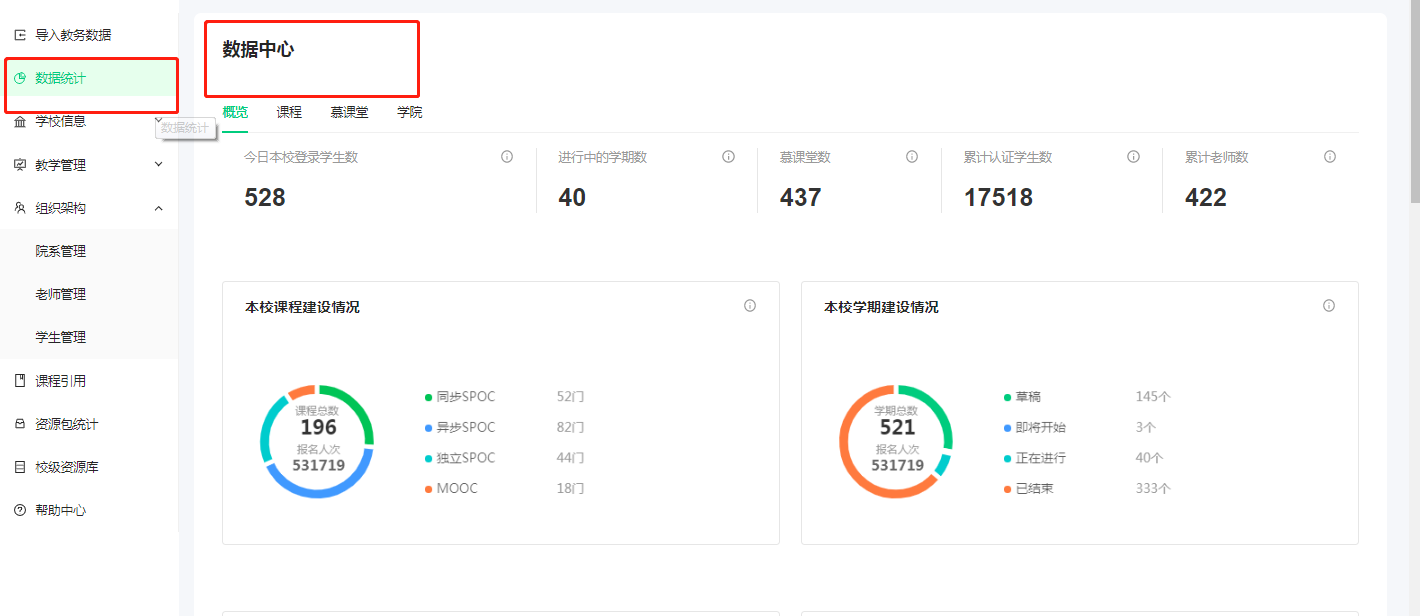 导入教务数据
数据统计
学校信息
数据统计
教学管理
组织架构
院系管理
老师管理
学生管理
课程引用
资源包统计
校级资源库
帮助中心
数据中心
概览 课程 慕课堂 学院
今日本校登录学生数 进行中的学期数 慕课堂数 累计认证学生数 累计老师数
528 40 437 17518 422
本校课程建设情况
课程总数
196
报名人次
531719
同步SPOC 52门
异步SPOC 82门
独立SPOC 44门
MOOC 18门
本校学期建设情况
学期总数
521
报名人次
531719
草稿 145个
即将开始 3个
正在进行 40个
已结束 333个